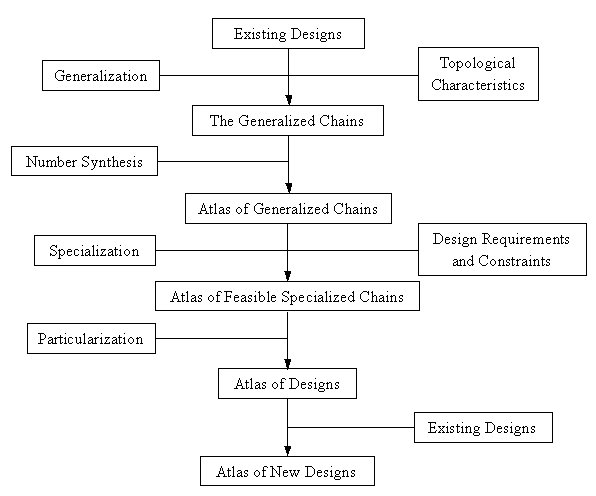 Existing Designs
Generalization
Topological
Characteristics
The Generalized Chains
Number Synthesis
Atlas of Generalized Chains
Specialization
Design Requirements
and Constraints
Atlas of Feasible Specialized Chains
Particularization
Atlas of Designs
Existing Designs
Atlas of New Designs